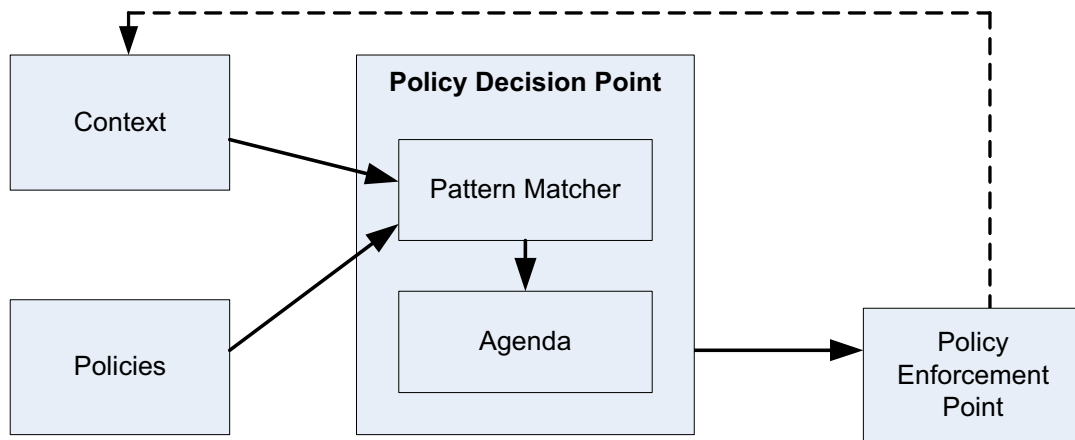 Policy Decision Point
Context
Pattern Matcher
Policies
Agenda
Policy
Enforcement
Point